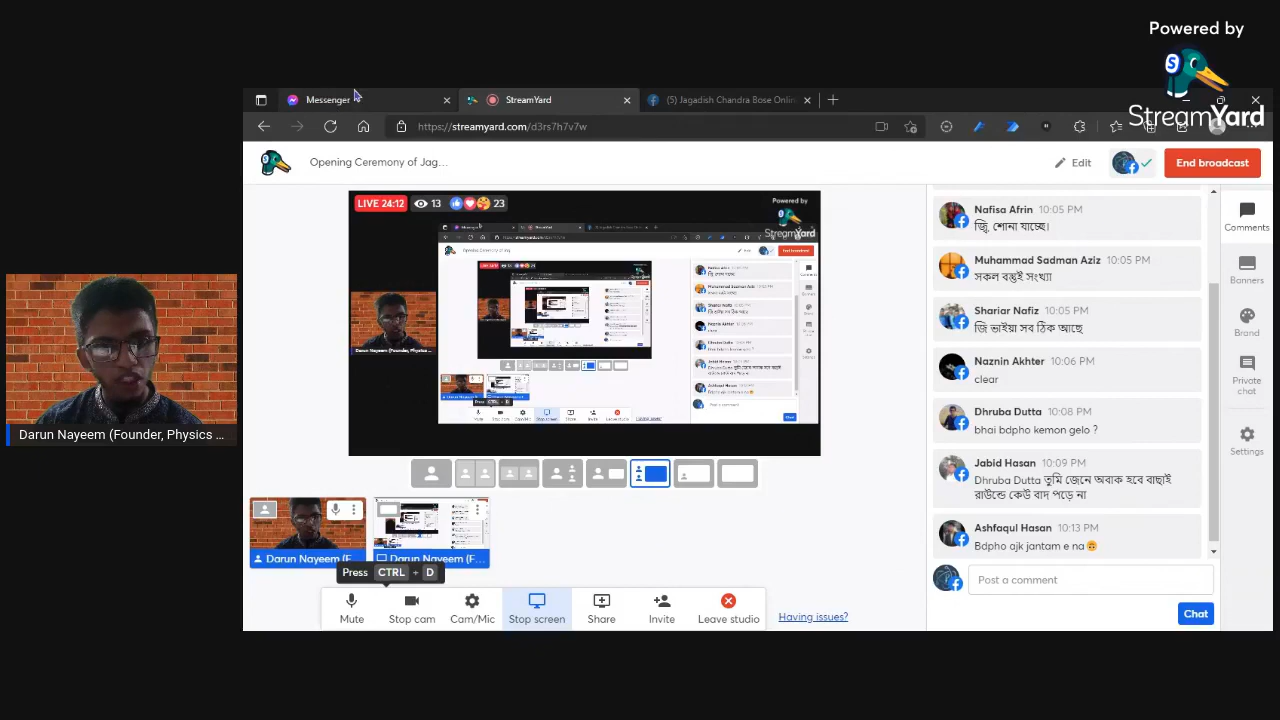 Powered by
StreamYard
Messenger
StreamYard
(5) Jagadish Chandra Bose Onlin
https://streamyard.com/d3rs7h7v7w
Opening Ceremony of Jag...
Edit
End broadcast
LIVE 24:12
13
23
Powered by
StreamYard
Nafisa Afrin 10:05 PM
জ্বি শোনা যাচ্ছে।
Muhammad Sadman Aziz 10:05 PM
সকল বস্তুই সংখ্যা
Shariar Nafiz 10:05 PM
জি ভাইয়া সব ঠিক আছে
Nazmin Akhter 10:06 PM
clear
Dhruba Dutta 10:09 PM
bhai bdpho kemon gelo ?
Jabid Hasan 10:09 PM
Dhruba Dutta তুমি জেনে অবাক হবে বাছাই
রাউন্ডে কেউ বাদ পড়ে না
Ashfaqul Hasan 10:13 PM
Bdpho ajk jantam e na🙃
Post a comment
Chat
Comments
Banners
Brand
Private
chat
Settings
Darun Nayeem (Founder, Physics ...
Darun Nayeem (F...
Darun Nayeem (F...
Press CTRL + D
Mute
Stop cam
Cam/Mic
Stop screen
Share
Invite
Leave studio
Having issues?